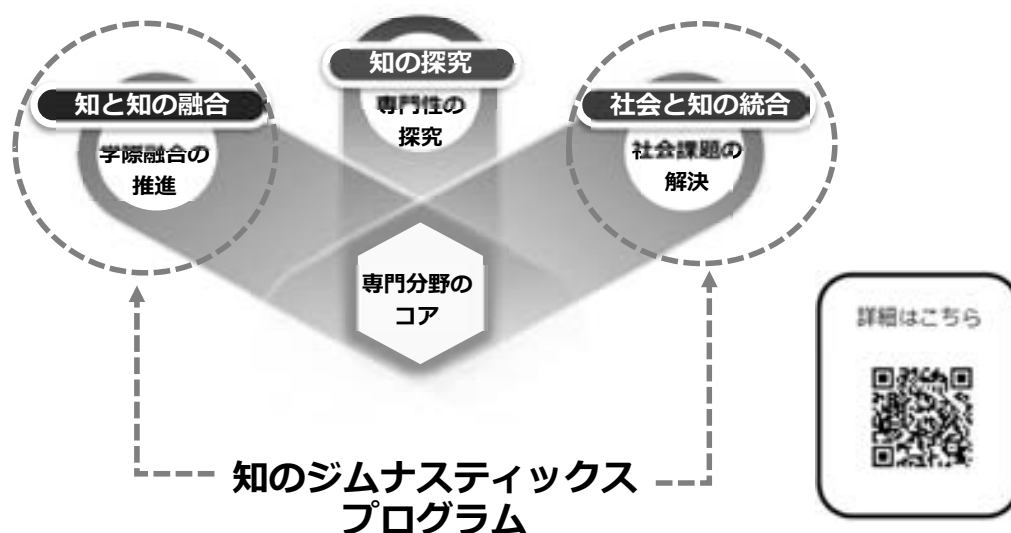 知の探究
専門性の
探究
知と知の融合
学際融合の
推進
社会と知の統合
社会課題の
解決
専門分野の
コア
詳細はこちら
知のジムナスティックス
プログラム